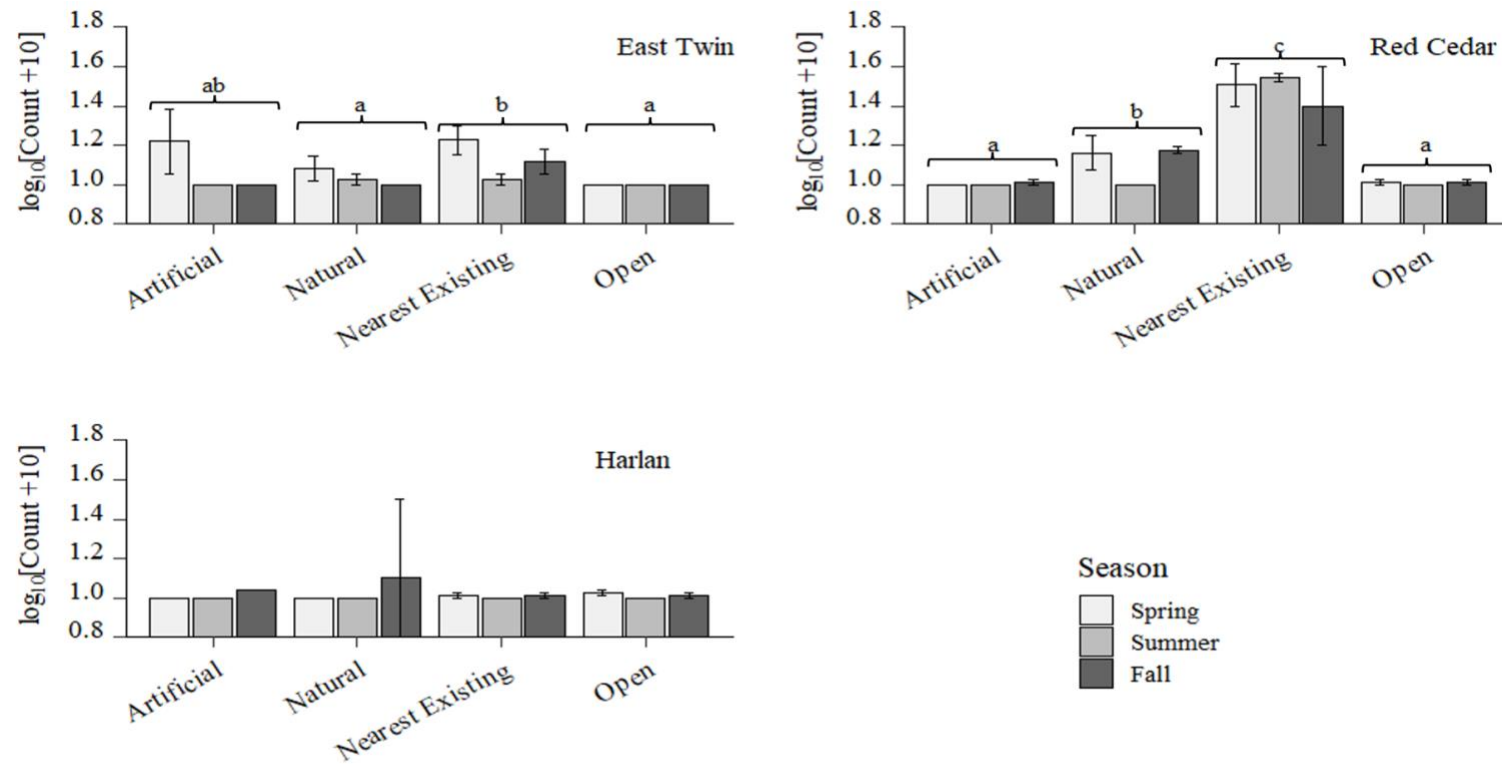 East Twin
log10[Count +10]
1.8
1.6
1.4
1.2
1.0
0.8
ab
a
b
a
Artificial
Natural
Nearest Existing
Open
Red Cedar
log10[Count +10]
1.8
1.6
1.4
1.2
1.0
0.8
a
b
c
a
Artificial
Natural
Nearest Existing
Open
Harlan
log10[Count +10]
1.8
1.6
1.4
1.2
1.0
0.8
Artificial
Natural
Nearest Existing
Open
Season
Spring
Summer
Fall